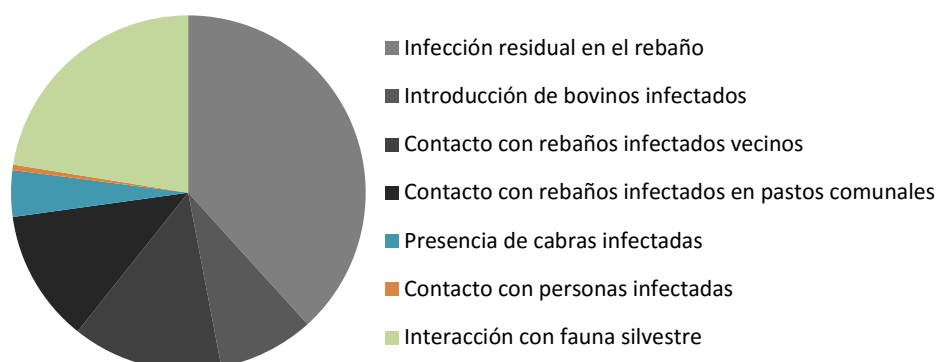 Infección residual en el rebaño
Introducción de bovinos infectados
Contacto con rebaños infectados vecinos
Contacto con rebaños infectados en pastos comunales
Presencia de cabras infectadas
Contacto con personas infectadas
Interacción con fauna silvestre